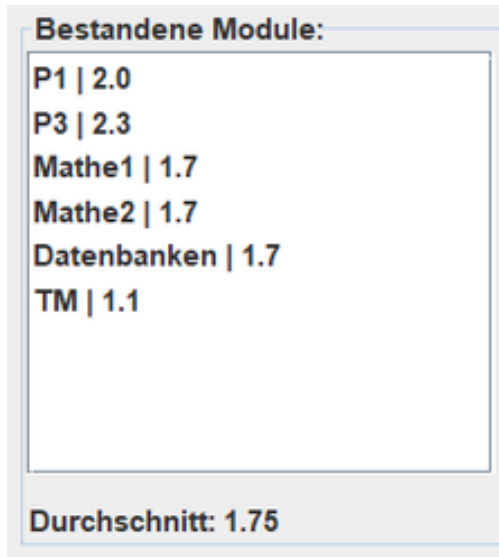 Bestandene Module:
P1 | 2.0
P3 | 2.3
Mathe1 | 1.7
Mathe2 | 1.7
Datenbanken | 1.7
TM | 1.1
Durchschnitt: 1.75